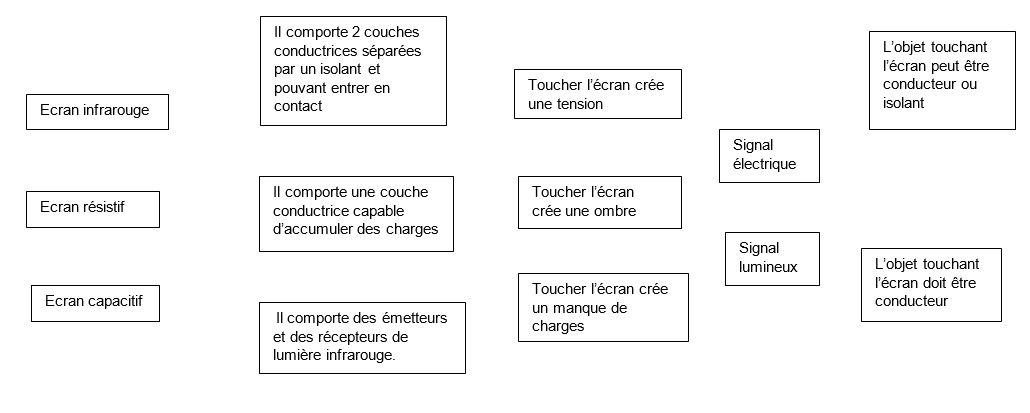 Ecran infrarouge
Ecran résistif
Ecran capacitif
Il comporte 2 couches
conductrices séparées
par un isolant et
pouvant entrer en
contact
Il comporte une couche
conductrice capable
d’accumuler des charges
Il comporte des émetteurs
et des récepteurs de
lumière infrarouge.
Toucher l’écran crée
une tension
Toucher l’écran
crée une ombre
Toucher l’écran crée
un manque de
charges
Signal
électrique
Signal
lumineux
L’objet touchant
l’écran peut être
conducteur ou
isolant
L’objet touchant
l’écran doit être
conducteur